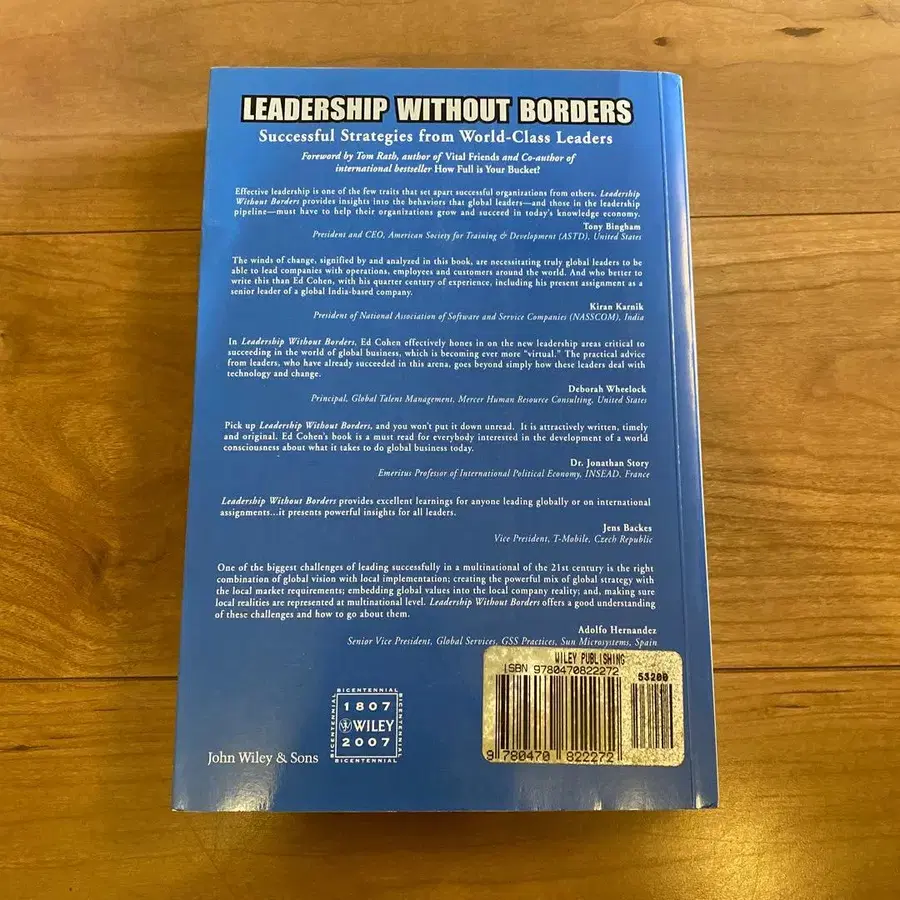 LEADERSHIP WITHOUT BORDERS
Successful Strategies from World-Class Leaders
Foreword by Tom Rath, author of Vital Friends and Co-author of
international bestseller How Full is Your Bucket?
Effective leadership is one of the few traits that set apart successful organizations from others. Leadership
Without Borders provides insights into the behaviors that global leaders—and those in the leadership
pipeline—must have to help their organizations grow and succeed in today's knowledge economy.
Tony Bingham
President and CEO, American Society for Training & Development (ASTD), United States
The winds of change, signified by and analyzed in this book, are necessitating truly global leaders to be
able to lead companies with operations, employees and customers around the world. And who better to
write this than Ed Cohen, with his quarter century of experience, including his present assignment as a
senior leader of a global India-based company.
Kiran Karnik
President of National Association of Software and Service Companies (NASSCOM), India
In Leadership Without Borders, Ed Cohen effectively hones in on the new leadership areas critical to
succeeding in the world of global business, which is becoming ever more "virtual." The practical advice
from leaders, who have already succeeded in this arena, goes beyond simply how these leaders deal with
technology and change.
Deborah Wheelock
Principal, Global Talent Management, Mercer Human Resource Consulting, United States
Pick up Leadership Without Borders, and you won't put it down unread. It is attractively written, timely
and original. Ed Cohen's book is a must read for everybody interested in the development of a world
consciousness about what it takes to do global business today.
Dr. Jonathan Story
Emeritus Professor of International Political Economy, INSEAD, France
Leadership Without Borders provides excellent learnings for anyone leading globally or on international
assignments...it presents powerful insights for all leaders.
Jens Backes
Vice President, T-Mobile, Czech Republic
One of the biggest challenges of leading successfully in a multinational of the 21st century is the right
combination of global vision with local implementation; creating the powerful mix of global strategy with
the local market requirements; embedding global values into the local company reality; and, making sure
local realities are represented at multinational level. Leadership Without Borders offers a good understanding
of these challenges and how to go about them.
Adolfo Hernandez
Senior Vice President, Global Services, GSS Practices, Sun Microsystems, Spain
WILEY PUBLISHING
ISBN 9780470822272
53200
9 780470 822272
BICENTENNIAL
BICENTENNIAL
1807
WILEY
2007
BICENTENNIAL
BICENTENNIAL
John Wiley & Sons